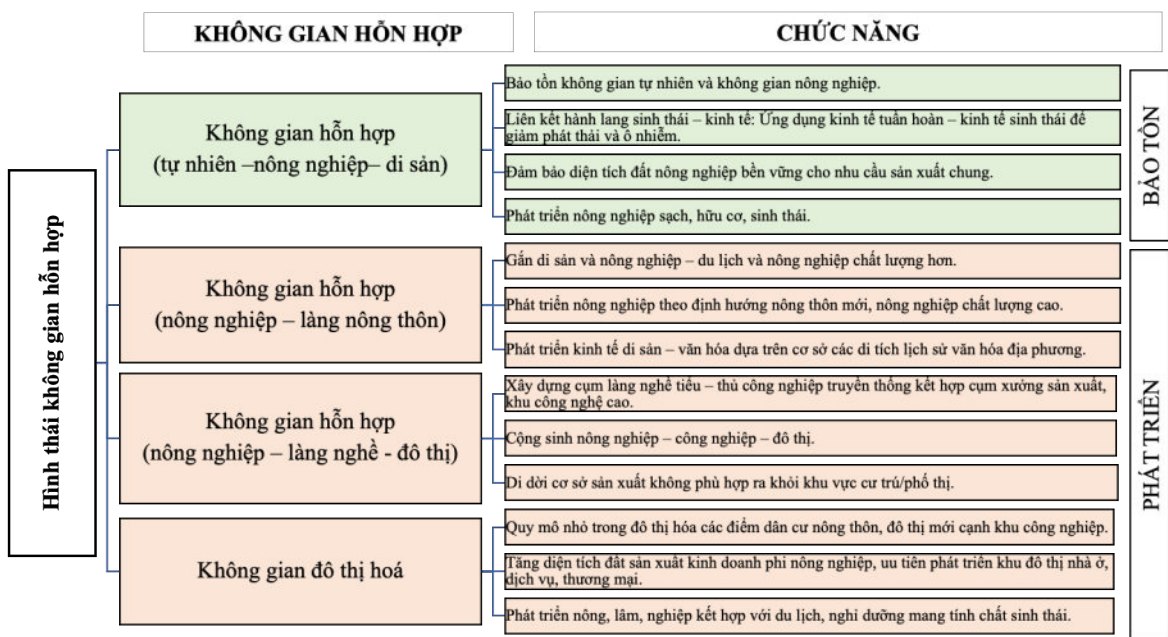 KHÔNG GIAN HỖN HỢP
CHỨC NĂNG
Hình thái không gian hỗn hợp
Không gian hỗn hợp
(tự nhiên –nông nghiệp– di sản)
Bảo tồn không gian tự nhiên và không gian nông nghiệp.
Liên kết hành lang sinh thái – kinh tế: Ứng dụng kinh tế tuần hoàn – kinh tế sinh thái để
giảm phát thải và ô nhiễm.
Đảm bảo diện tích đất nông nghiệp bền vững cho nhu cầu sản xuất chung.
Phát triển nông nghiệp sạch, hữu cơ, sinh thái.
BẢO TỒN
Không gian hỗn hợp
(nông nghiệp – làng nông thôn)
Gắn di sản và nông nghiệp – du lịch và nông nghiệp chất lượng hơn.
Phát triển nông nghiệp theo định hướng nông thôn mới, nông nghiệp chất lượng cao.
Phát triển kinh tế di sản – văn hóa dựa trên cơ sở các di tích lịch sử văn hóa địa phương.
Không gian hỗn hợp
(nông nghiệp – làng nghề - đô thị)
Xây dựng cụm làng nghề tiểu – thủ công nghiệp truyền thống kết hợp cụm xưởng sản xuất,
khu công nghệ cao.
Cộng sinh nông nghiệp – công nghiệp – đô thị.
Di dời cơ sở sản xuất không phù hợp ra khỏi khu vực cư trú/phố thị.
Không gian đô thị hoá
Quy mô nhỏ trong đô thị hóa các điểm dân cư nông thôn, đô thị mới cạnh khu công nghiệp.
Tăng diện tích đất sản xuất kinh doanh phi nông nghiệp, uu tiên phát triên khu đô thị nhà ở,
dịch vụ, thương mại.
Phát triển nông, lâm, nghiệp kết hợp với du lịch, nghỉ dưỡng mang tính chất sinh thái.
PHÁT TRIỂN